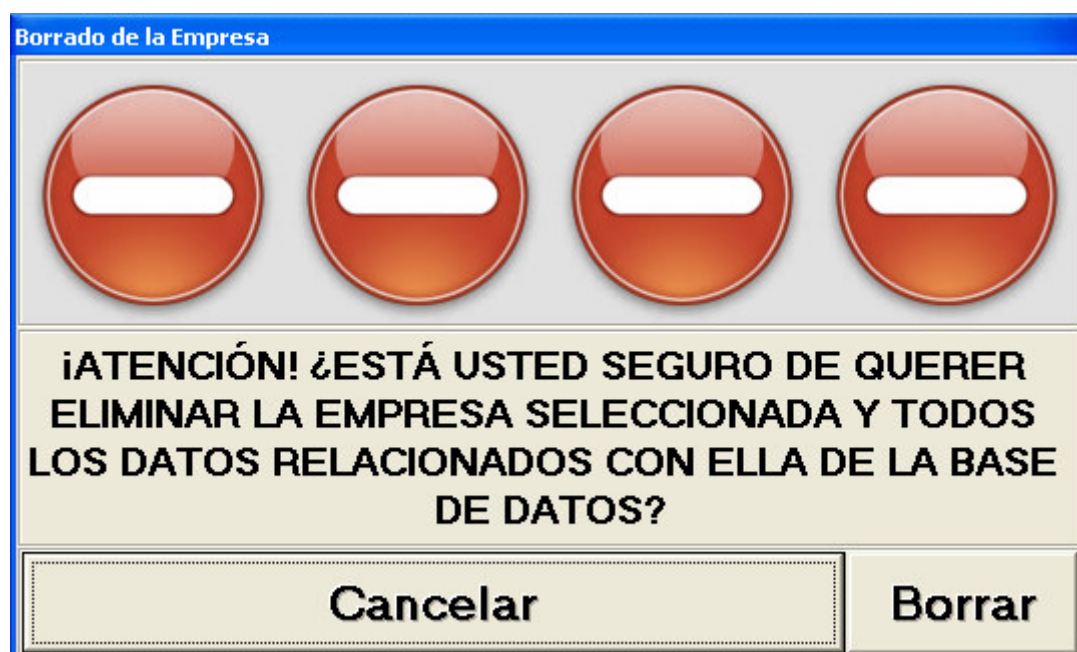 Borrado de la Empresa
¡ATENCIÓN! ¿ESTÁ USTED SEGURO DE QUERER
ELIMINAR LA EMPRESA SELECCIONADA Y TODOS
LOS DATOS RELACIONADOS CON ELLA DE LA BASE
DE DATOS?
Cancelar
Borrar